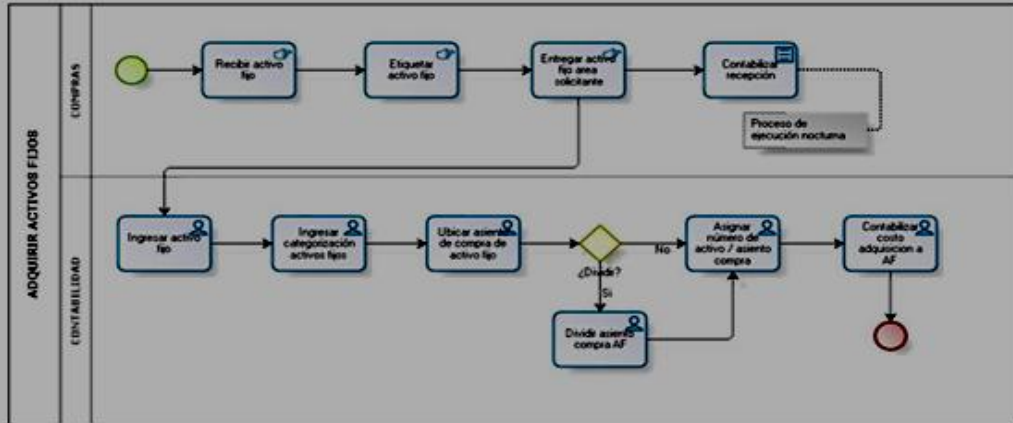 ADQUIRIR ACTIVOS FIJOS
COMPRAS
Recibir activo
fijo
Etiquetar
activo fijo
Entregar activo
fijo area
solicitante
Contabilizar
recepción
Proceso de
ejecución nocturna
CONTABILIDAD
Ingresar activo
fijo
Ingresar
categorización
activos fijos
Ubicar asiento
de compra de
activo fijo
¿Dividir?
No
Si
Dividir asiento
compra AF
Asignar
número de
activo / asiento
compra
Contabilizar
costo
adquisicion a
AF